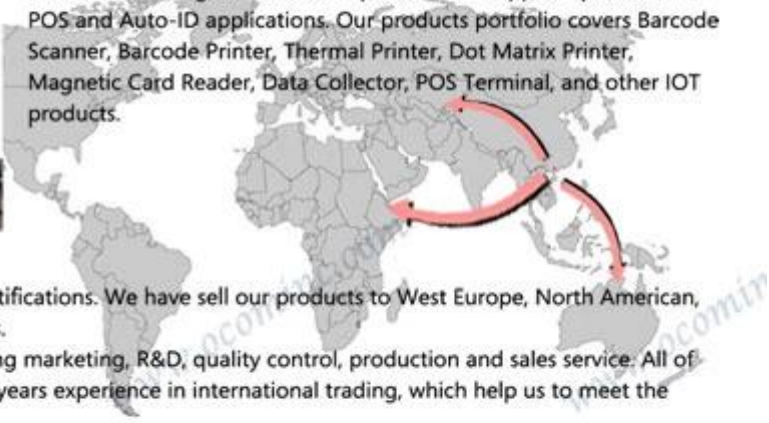 POS and Auto-ID applications. Our products portfolio covers Barcode
Scanner, Barcode Printer, Thermal Printer, Dot Matrix Printer,
Magnetic Card Reader, Data Collector, POS Terminal, and other IOT
products.
tifications. We have sell our products to West Europe, North American,
ng marketing, R&D, quality control, production and sales service. All of
years experience in international trading, which help us to meet the